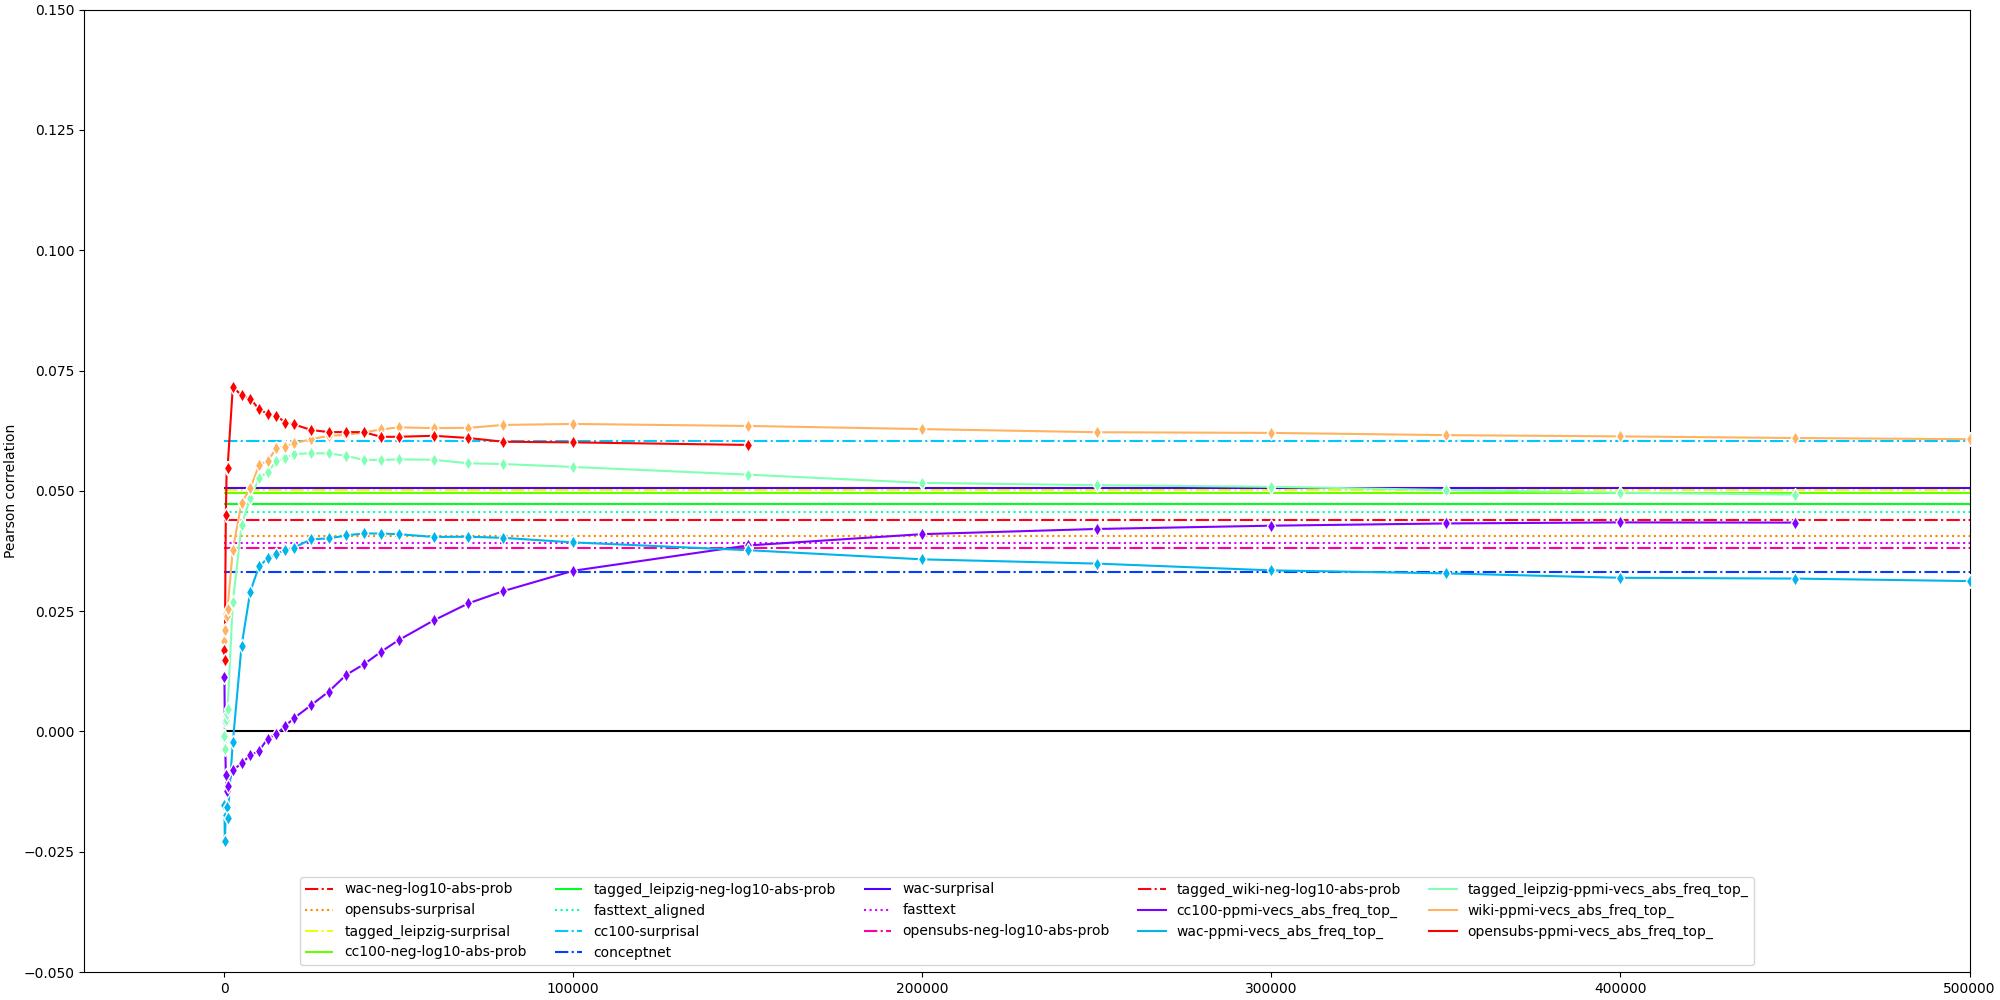 0.150
0.125
0.100
0.075
0.050
0.025
0.000
−0.025
−0.050
Pearson correlation
wac-neg-log10-abs-prob
opensubs-surprisal
tagged_leipzig-surprisal
cc100-neg-log10-abs-prob
tagged_leipzig-neg-log10-abs-prob
fasttext_aligned
cc100-surprisal
conceptnet
wac-surprisal
fasttext
opensubs-neg-log10-abs-prob
tagged_wiki-neg-log10-abs-prob
cc100-ppmi-vecs_abs_freq_top_
wac-ppmi-vecs_abs_freq_top_
tagged_leipzig-ppmi-vecs_abs_freq_top_
wiki-ppmi-vecs_abs_freq_top_
opensubs-ppmi-vecs_abs_freq_top_
0 100000 200000 300000 400000 500000